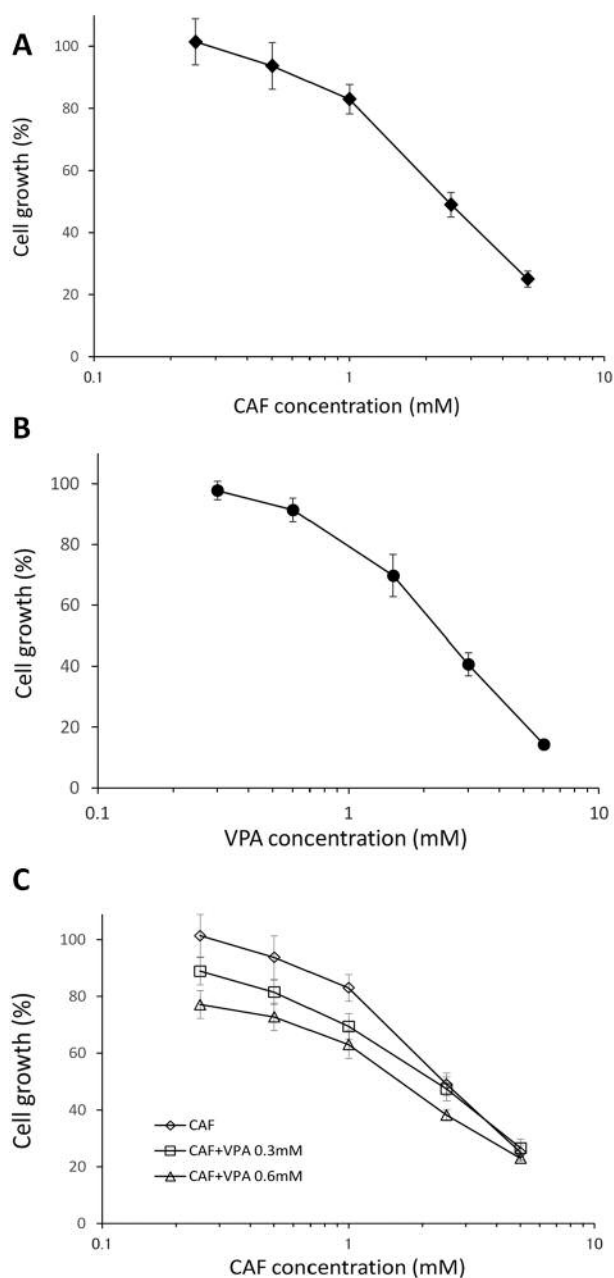 A
Cell growth (%)
100
80
60
40
20
0
0.1
1
10
CAF concentration (mM)
B
Cell growth (%)
100
80
60
40
20
0
0.1
1
10
VPA concentration (mM)
C
Cell growth (%)
100
80
60
40
20
0
CAF
CAF+VPA 0.3mM
CAF+VPA 0.6mM
0.1
1
10
CAF concentration (mM)